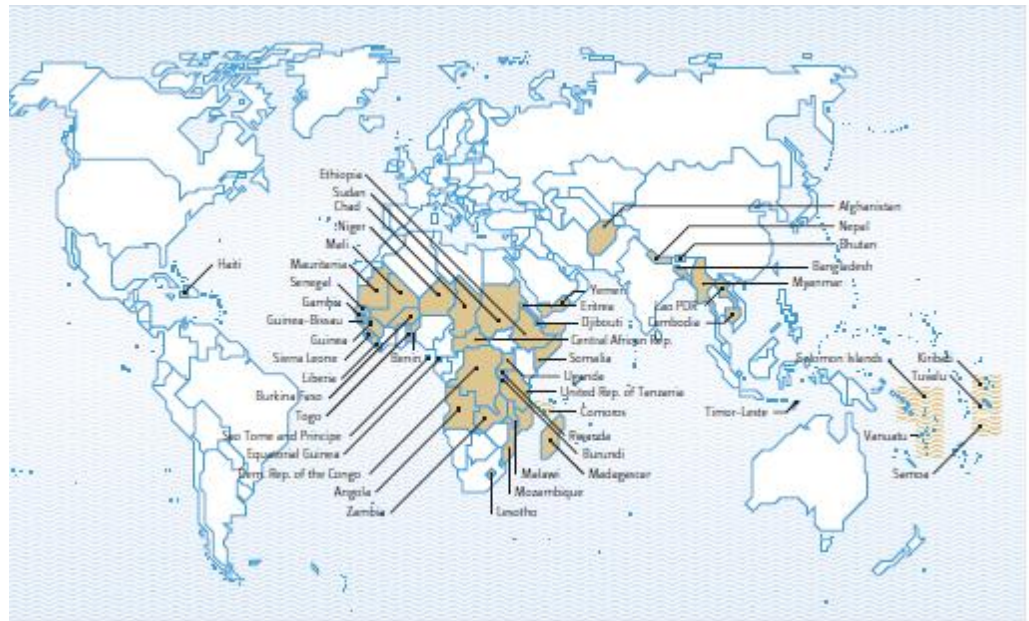 Ethiopia
Sudan
Chad
Niger
Mali
Mauritania
Senegal
Gambia
Guinea-Bissau
Guinea
Sierra Leone
Liberia
Burkina Faso
Togo
Sao Tome and Principe
Equatorial Guinea
Dem. Rep. of the Congo
Angola
Zambia
Haiti
Benin
Yemen
Eritrea
Djibouti
Central African Rep.
Somalia
Uganda
United Rep. of Tanzania
Comoros
Rwanda
Burundi
Malawi
Madagascar
Mozambique
Lesotho
Afghanistan
Nepal
Bhutan
Bangladesh
Myanmar
Lao PDR
Cambodia
Timor-Leste
Solomon Islands
Kiribati
Tuvalu
Vanuatu
Samoa